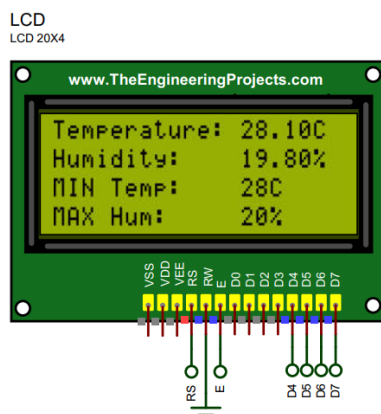 LCD
LCD 20X4
www.TheEngineeringProjects.com
Temperature: 28.10C
Humidity: 19.80%
MIN Temp: 28C
MAX Hum: 20%
VSS VDD VEE RS RW E D0 D1 D2 D3 D4 D5 D6 D7
RS E D4 D5 D6 D7